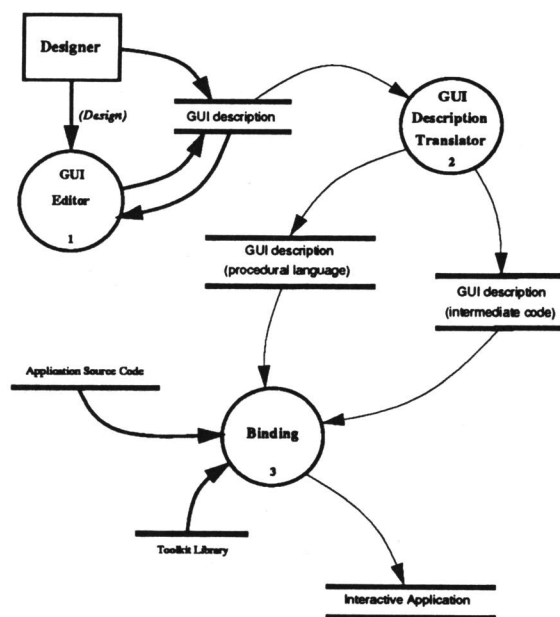 Designer
(Design)
GUI description
GUI
Description
Translator
2
GUI
Editor
1
GUI description
(procedural language)
GUI description
(intermediate code)
Application Source Code
Binding
3
Toolkit Library
Interactive Application